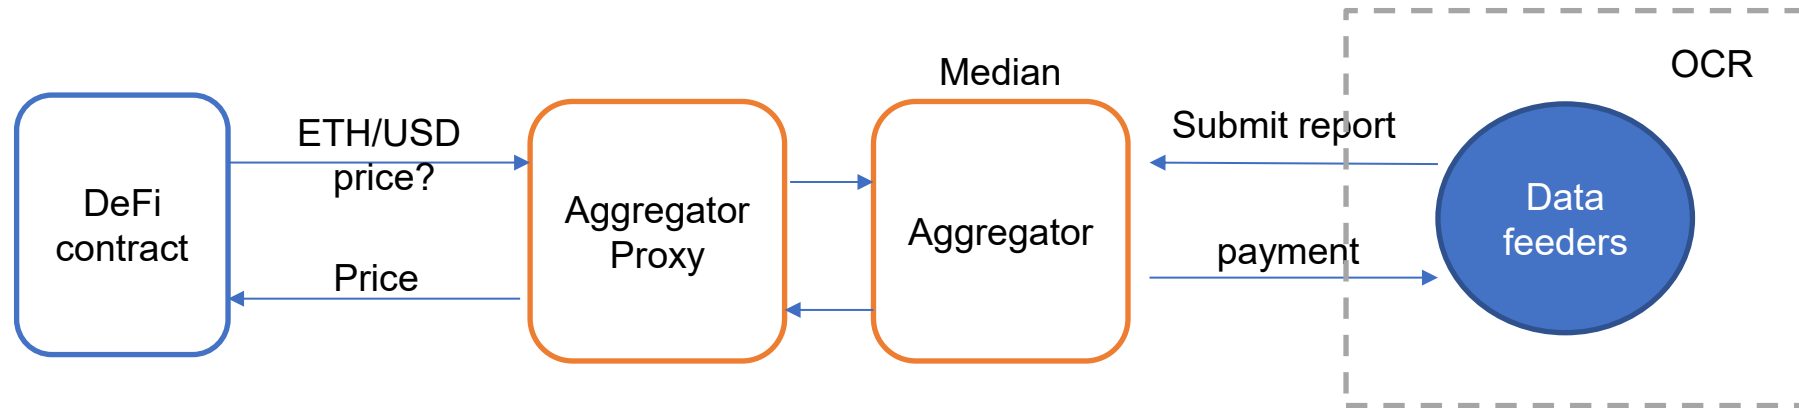 DeFi
contract
ETH/USD
price?
Price
Aggregator
Proxy
Median
Aggregator
Submit report
payment
OCR
Data
feeders